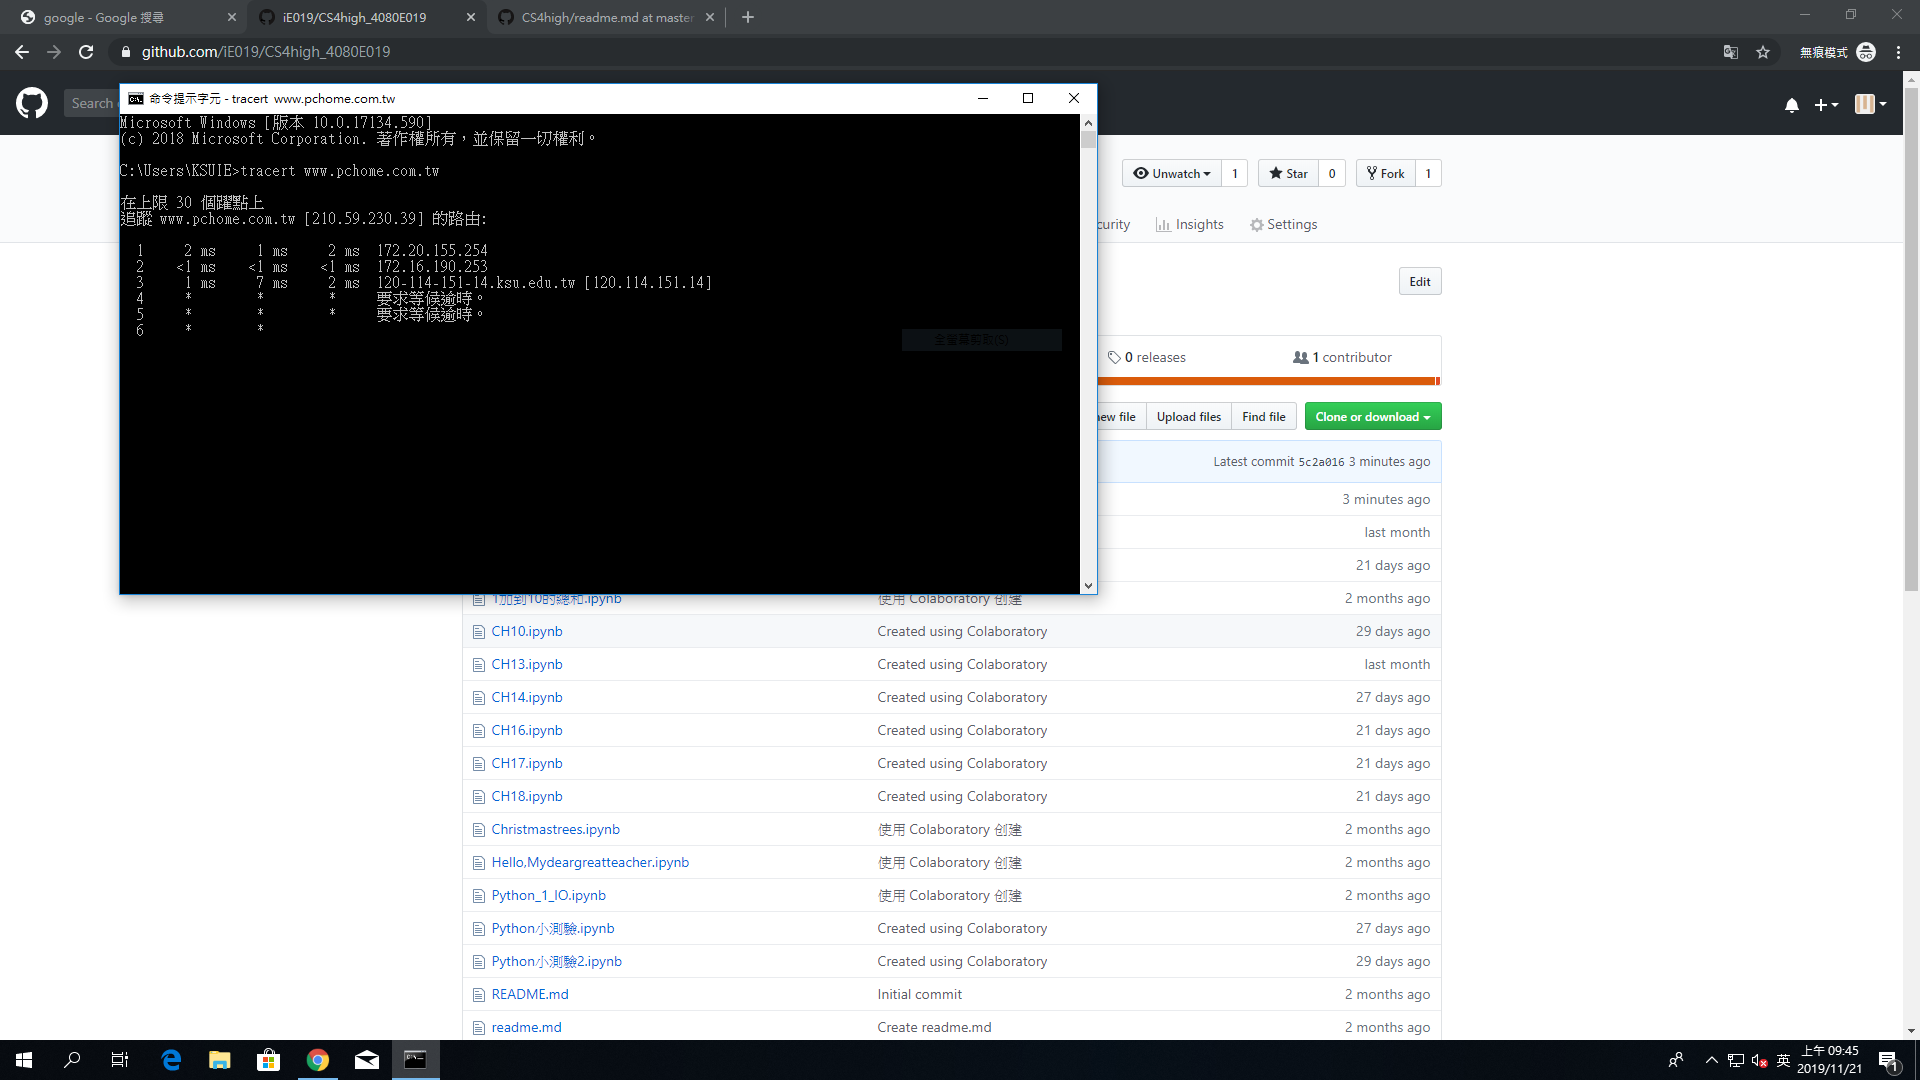 google - Google 搜尋
iE019/CS4high_4080E019
CS4high/readme.md at master
github.com/iE019/CS4high_4080E019
無痕模式
Search
命令提示字元 - tracert www.pchome.com.tw
Microsoft Windows [版本 10.0.17134.590]
(c) 2018 Microsoft Corporation. 著作權所有，並保留一切權利。
C:\Users\KSUIE>tracert www.pchome.com.tw
在上限 30 個躍點上
追蹤 www.pchome.com.tw [210.59.230.39] 的路由:
1 2 ms 1 ms 2 ms 172.20.155.254
2 <1 ms <1 ms <1 ms 172.16.190.253
3 1 ms 7 ms 2 ms 120-114-151-14.ksu.edu.tw [120.114.151.14]
4 * * * 要求等候逾時。
5 * * * 要求等候逾時。
6 * *
全螢幕剪取(S)
Unwatch 1 Star 0 Fork 1
curity Insights Settings
Edit
0 releases 1 contributor
new file Upload files Find file Clone or download
Latest commit 5c2a016 3 minutes ago
3 minutes ago
last month
21 days ago
1加到10的總和.ipynb 使用 Colaboratory 创建 2 months ago
CH10.ipynb Created using Colaboratory 29 days ago
CH13.ipynb Created using Colaboratory last month
CH14.ipynb Created using Colaboratory 27 days ago
CH16.ipynb Created using Colaboratory 21 days ago
CH17.ipynb Created using Colaboratory 21 days ago
CH18.ipynb Created using Colaboratory 21 days ago
Christmastrees.ipynb 使用 Colaboratory 创建 2 months ago
Hello,Mydeargreatteacher.ipynb 使用 Colaboratory 创建 2 months ago
Python_1_IO.ipynb 使用 Colaboratory 创建 2 months ago
Python小測驗.ipynb Created using Colaboratory 27 days ago
Python小測驗2.ipynb Created using Colaboratory 29 days ago
README.md Initial commit 2 months ago
readme.md Create readme.md 2 months ago
英
上午 09:45
2019/11/21
1